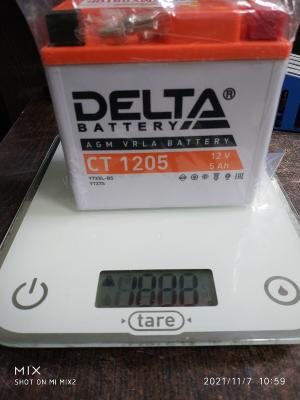 DELTA®
BATTERY
AGM VRLA BATTERY
CT 1205
12 V
5 Ah
YTX5L-BS
tare
MIX
SHOT ON MI MIX2
2021/11/7 10:59